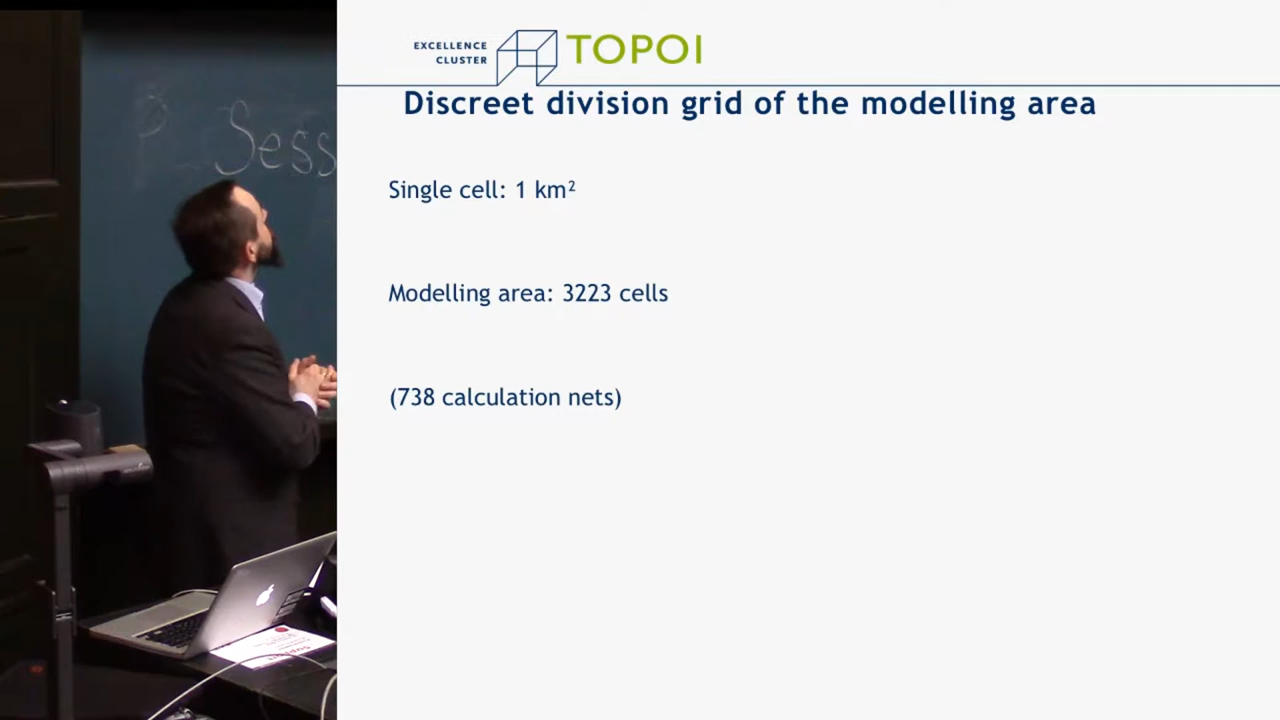 EXCELLENCE
CLUSTER
TOPOI
Discreet division grid of the modelling area
Single cell: 1 km²
Modelling area: 3223 cells
(738 calculation nets)
Sess